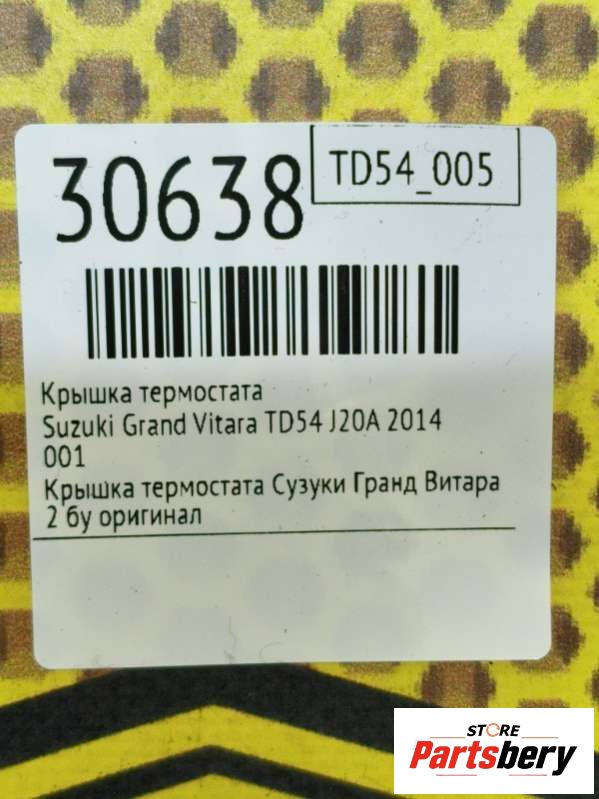 30638
TD54_005
Крышка термостата
Suzuki Grand Vitara TD54 J20A 2014
001
Крышка термостата Сузуки Гранд Витара
2 бу оригинал
STORE
Partsbery